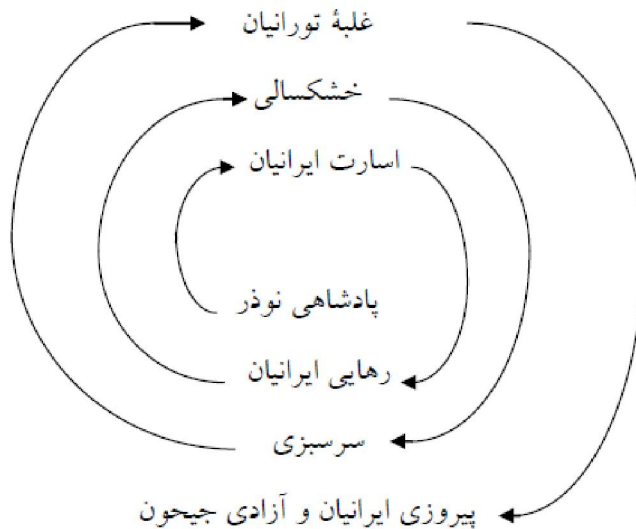 غلبهٔ تورانیان
خشکسالی
اسارت ایرانیان
پادشاهی نوذر
رهایی ایرانیان
سرسبزی
پیروزی ایرانیان و آزادی جیحون